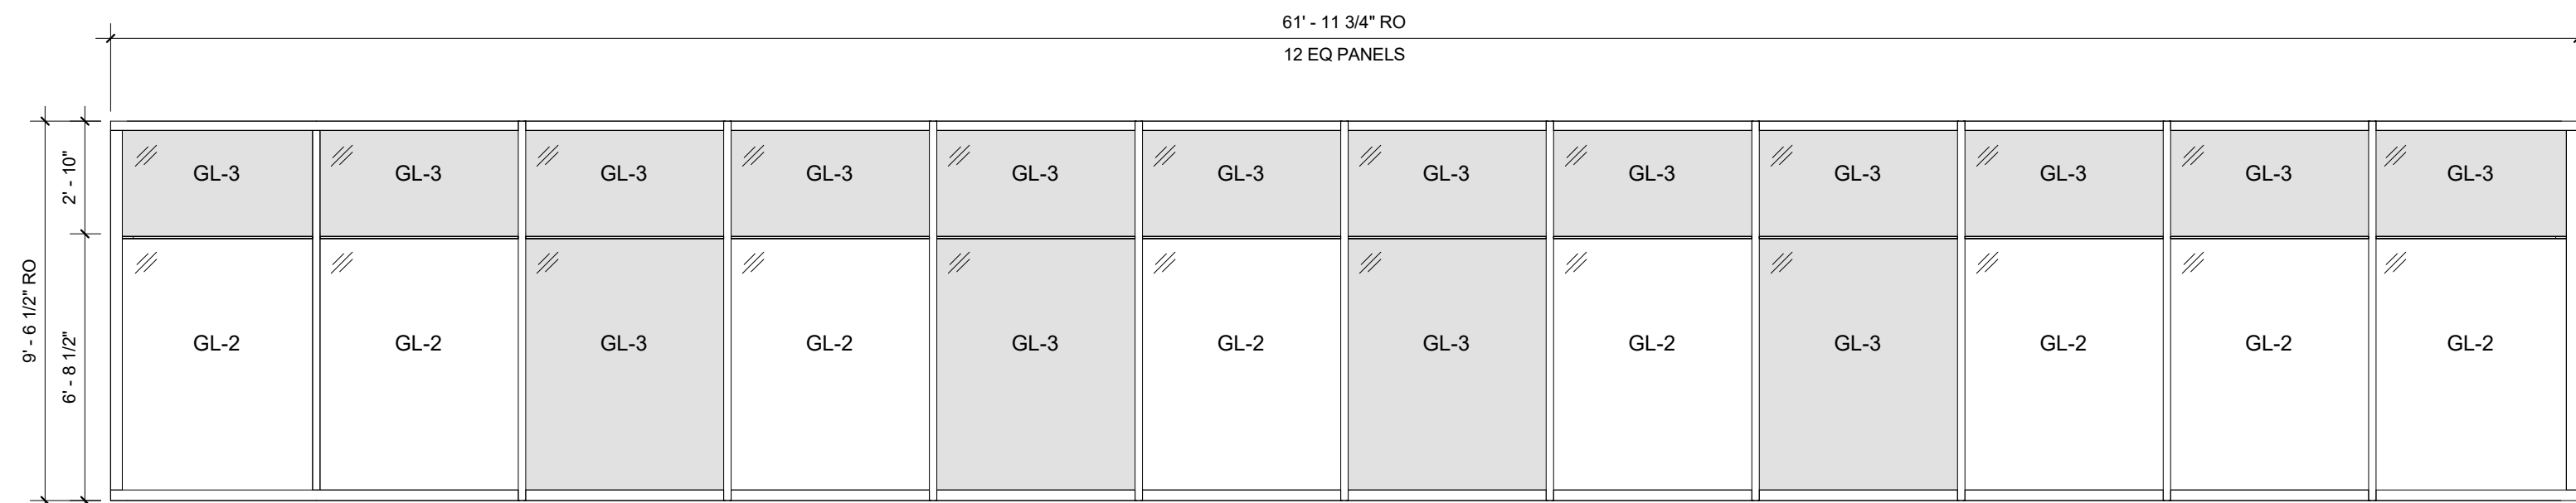 61' - 11 3/4" RO
12 EQ PANELS
2' - 10"
GL-3 GL-3 GL-3 GL-3 GL-3 GL-3 GL-3 GL-3 GL-3 GL-3 GL-3 GL-3
9' - 6 1/2" RO
6' - 8 1/2"
GL-2 GL-2 GL-3 GL-2 GL-3 GL-2 GL-3 GL-2 GL-3 GL-2 GL-2 GL-2